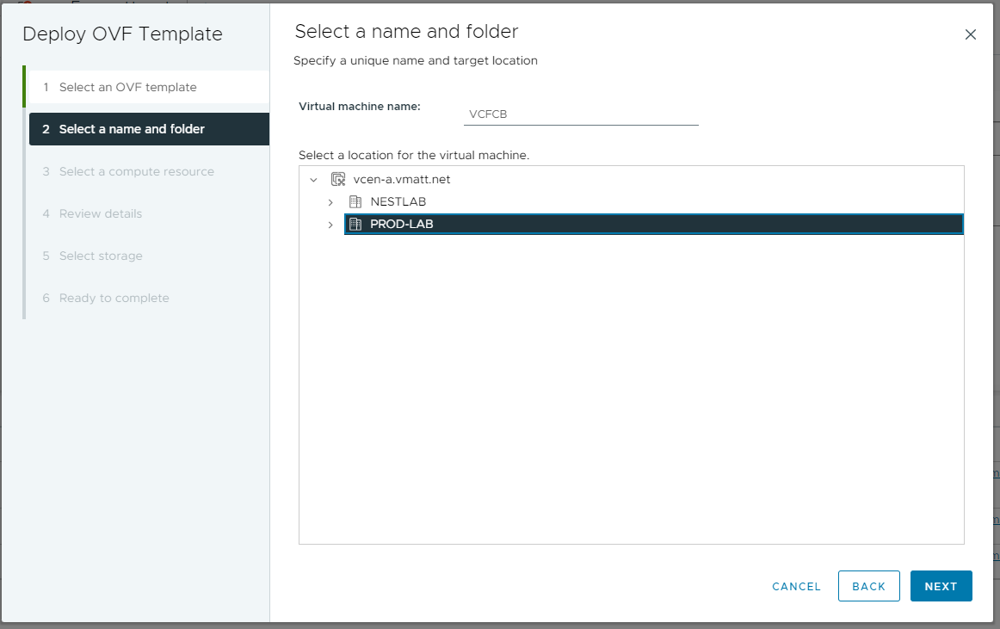 Deploy OVF Template
1 Select an OVF template
2 Select a name and folder
3 Select a compute resource
4 Review details
5 Select storage
6 Ready to complete
Select a name and folder
Specify a unique name and target location
Virtual machine name:
VCFCB
Select a location for the virtual machine.
vcen-a.vmatt.net
NESTLAB
PROD-LAB
CANCEL
BACK
NEXT